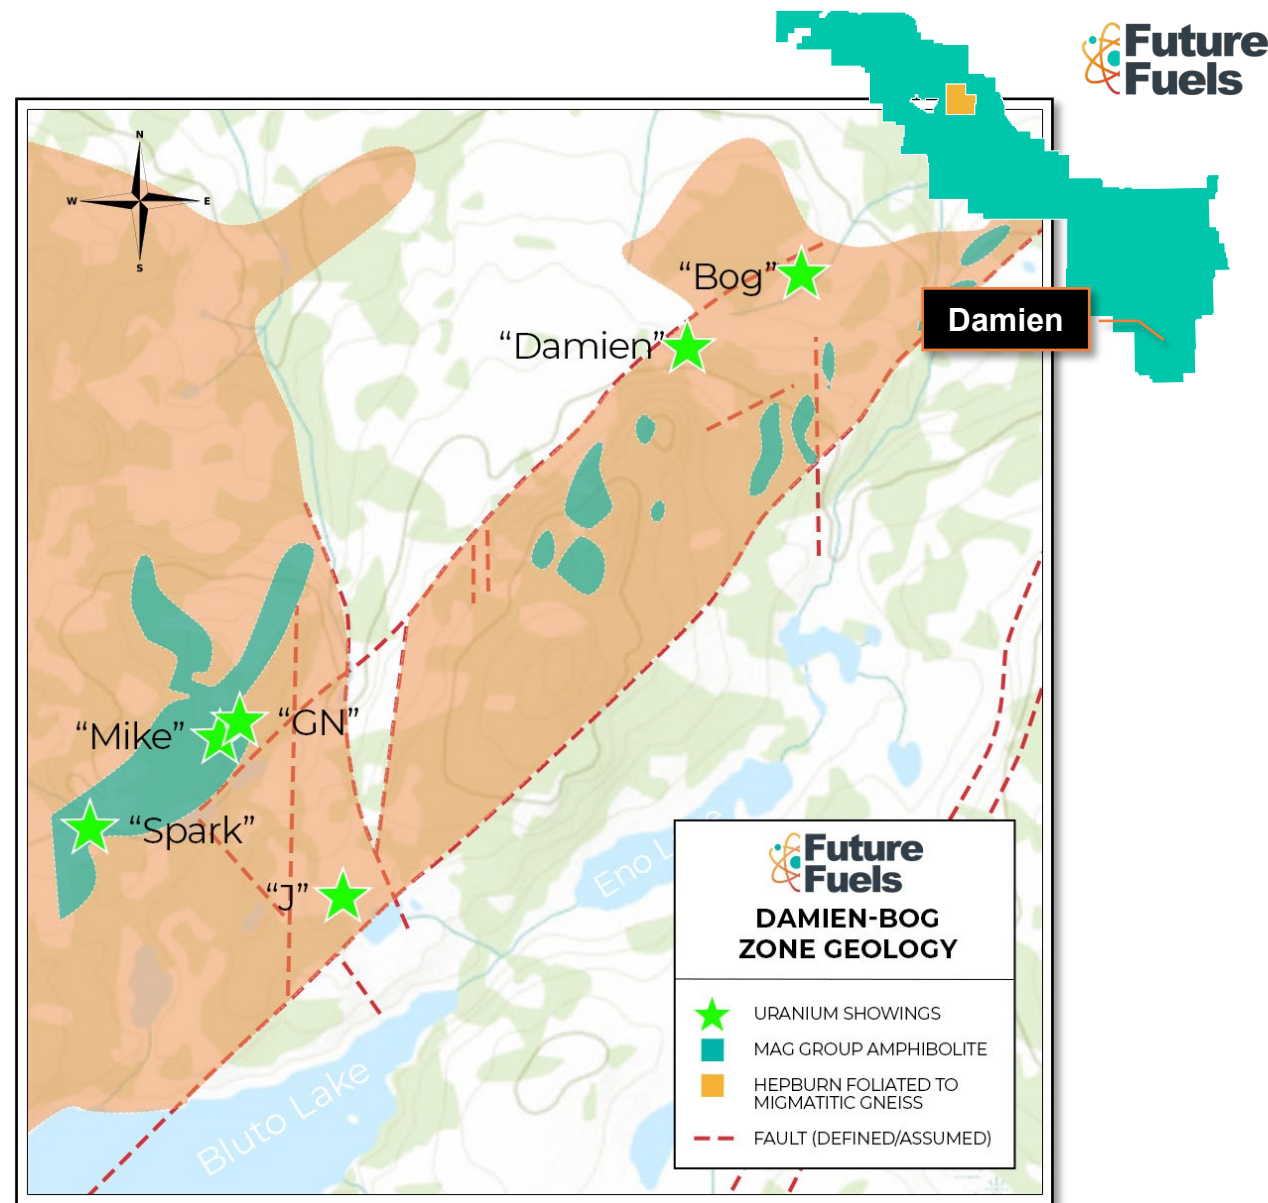 Future
Fuels
N
W
E
S
“Bog”
Damien
“Damien”
“GN”
“Mike”
“Spark”
“J”
Eno L
Bluto Lake
Future
Fuels
DAMIEN-BOG
ZONE GEOLOGY
URANIUM SHOWINGS
MAG GROUP AMPHIBOLITE
HEPBURN FOLIATED TO
MIGMATITIC GNEISS
FAULT (DEFINED/ASSUMED)